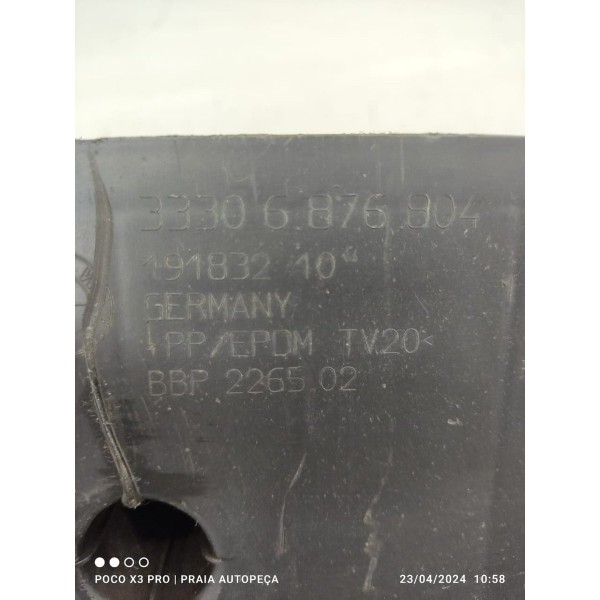 3330 6 876 804
191832 10"
GERMANY
>PP/EPDM TV20<
BBP 2265 02
POCO X3 PRO | PRAIA AUTOPEÇA
23/04/2024 10:58